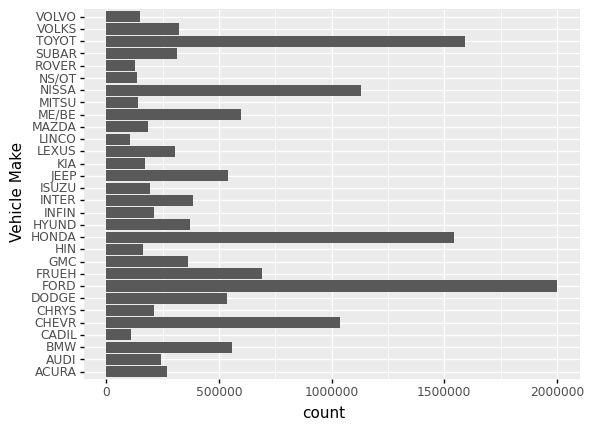 VOLVO
VOLKS
TOYOT
SUBAR
ROVER
NS/OT
NISSA
MITSU
ME/BE
MAZDA
LINCO
LEXUS
KIA
JEEP
ISUZU
INTER
INFIN
HYUND
HONDA
HIN
GMC
FRUEH
FORD
DODGE
CHRYS
CHEVR
CADIL
BMW
AUDI
ACURA
Vehicle Make
0 500000 1000000 1500000 2000000
count